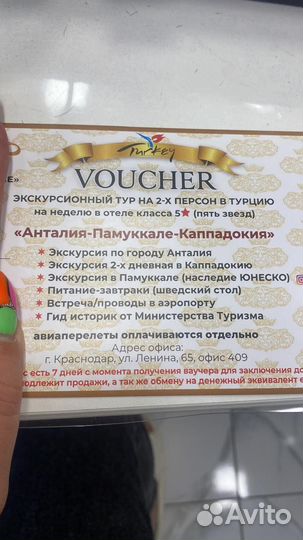 Turkey
Е»
VOUCHER
ЭКСКУРСИОННЫЙ ТУР НА 2-Х ПЕРСОН В ТУРЦИЮ
на неделю в отеле класса 5★ (пять звезд)
«Анталия-Памуккале-Каппадокия»
★ Экскурсия по городу Анталия
★ Экскурсия 2-х дневная в Каппадокию
★ Экскурсия в Памуккале (наследие ЮНЕСКО)
★ Питание-завтраки (шведский стол)
★ Встреча/проводы в аэропорту
★ Гид историк от Министерства Туризма
авиаперелеты оплачиваются отдельно
Адрес офиса:
г. Краснодар, ул. Ленина, 65, офис 409
с есть 7 дней с момента получения ваучера для заключения до
подлежит продажи, а так же обмену на денежный эквивалент
Avito